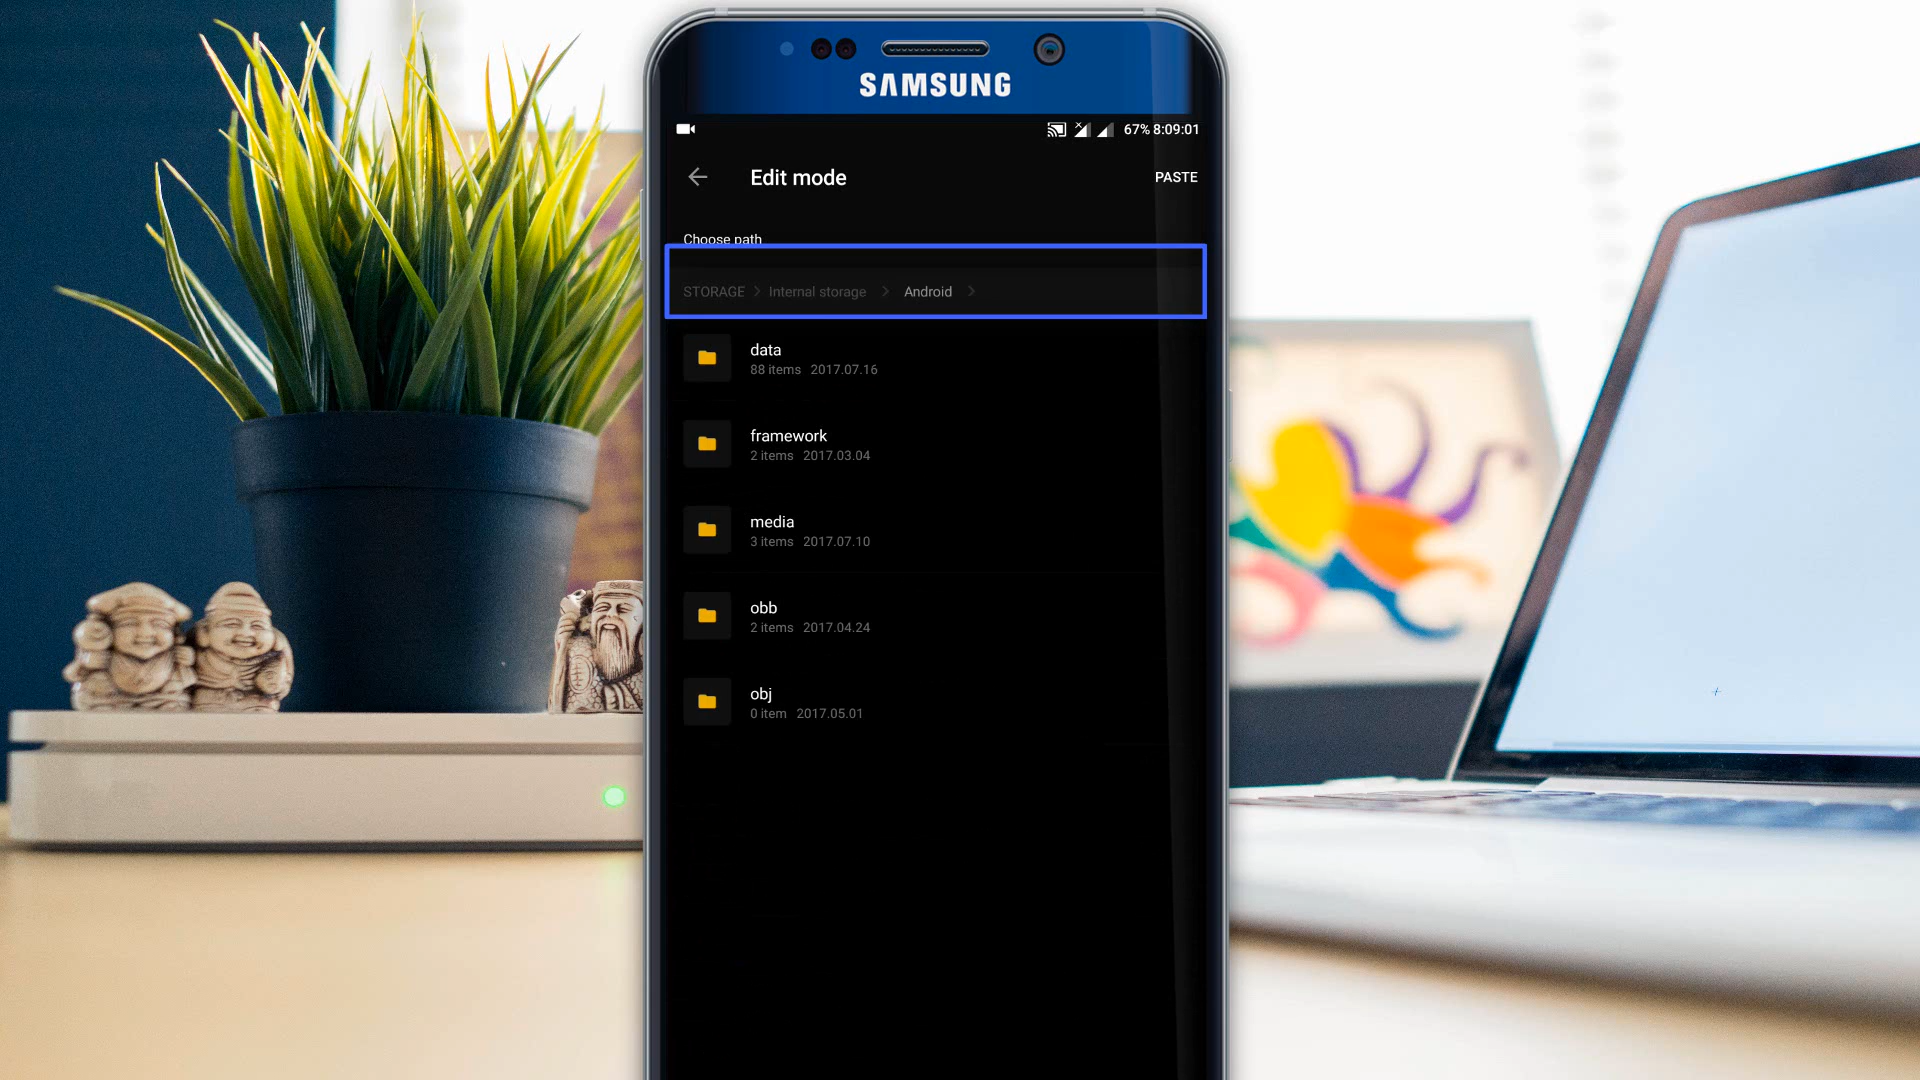 SAMSUNG
67% 8:09:01
Edit mode
PASTE
Choose path
STORAGE > Internal storage > Android >
data
88 items 2017.07.16
framework
2 items 2017.03.04
media
3 items 2017.07.10
obb
2 items 2017.04.24
obj
0 item 2017.05.01